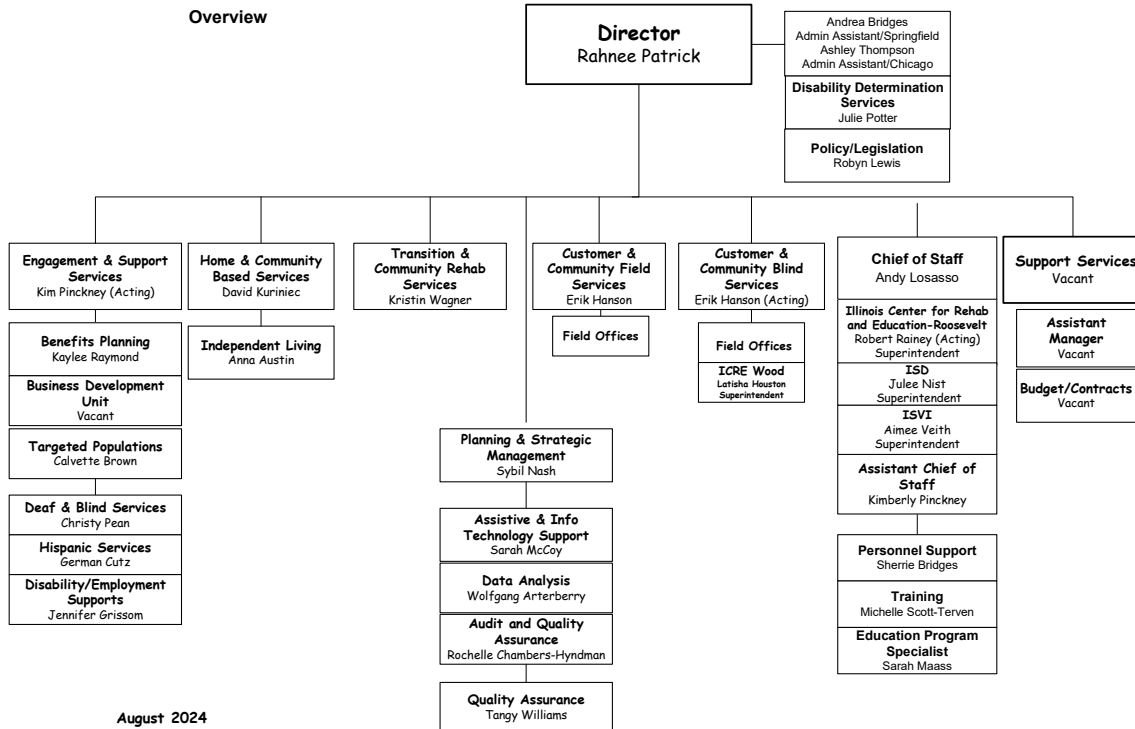 Overview
Director
Rahnee Patrick
Andrea Bridges
Admin Assistant/Springfield
Ashley Thompson
Admin Assistant/Chicago
Disability Determination
Services
Julie Potter
Policy/Legislation
Robyn Lewis
Engagement & Support
Services
Kim Pinckney (Acting)
Benefits Planning
Kaylee Raymond
Business Development
Unit
Vacant
Targeted Populations
Calvette Brown
Deaf & Blind Services
Christy Pean
Hispanic Services
German Cutz
Disability/Employment
Supports
Jennifer Grissom
Home & Community
Based Services
David Kuriniec
Independent Living
Anna Austin
Transition &
Community Rehab
Services
Kristin Wagner
Planning & Strategic
Management
Sybil Nash
Assistive & Info
Technology Support
Sarah McCoy
Data Analysis
Wolfgang Arterberry
Audit and Quality
Assurance
Rochelle Chambers-Hyndman
Quality Assurance
Tangy Williams
Customer &
Community Field
Services
Erik Hanson
Field Offices
Customer &
Community Blind
Services
Erik Hanson (Acting)
Field Offices
ICRE Wood
Latisha Houston
Superintendent
Chief of Staff
Andy Losasso
Illinois Center for Rehab
and Education-Roosevelt
Robert Rainey (Acting)
Superintendent
ISD
Julee Nist
Superintendent
ISVI
Aimee Veith
Superintendent
Assistant Chief of
Staff
Kimberly Pinckney
Personnel Support
Sherrie Bridges
Training
Michelle Scott-Terven
Education Program
Specialist
Sarah Maass
Support Services
Vacant
Assistant
Manager
Vacant
Budget/Contracts
Vacant
August 2024